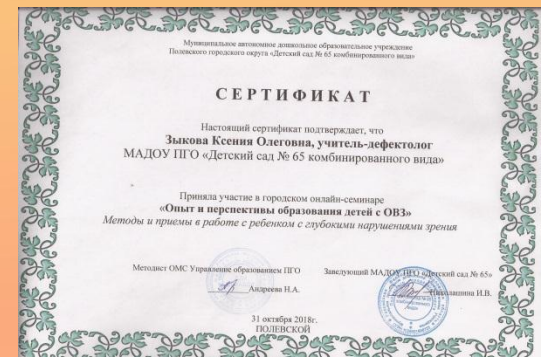 Муниципальное автономное дошкольное образовательное учреждение
Полевского городского округа «Детский сад № 65 комбинированного вида»
СЕРТИФИКАТ
Настоящий сертификат подтверждает, что
Зыкова Ксения Олеговна, учитель-дефектолог
МАДОУ ПГО «Детский сад № 65 комбинированного вида»
Приняла участие в городском онлайн-семинаре
«Опыт и перспективы образования детей с ОВЗ»
Методы и приемы в работе с ребенком с глубокими нарушениями зрения
Методист ОМС Управление образованием ПГО Заведующий МАДОУ ПГО «Детский сад № 65»
Андреева Н.А. И.В.
31 октября 2018г.
ПОЛЕВСКОЙ